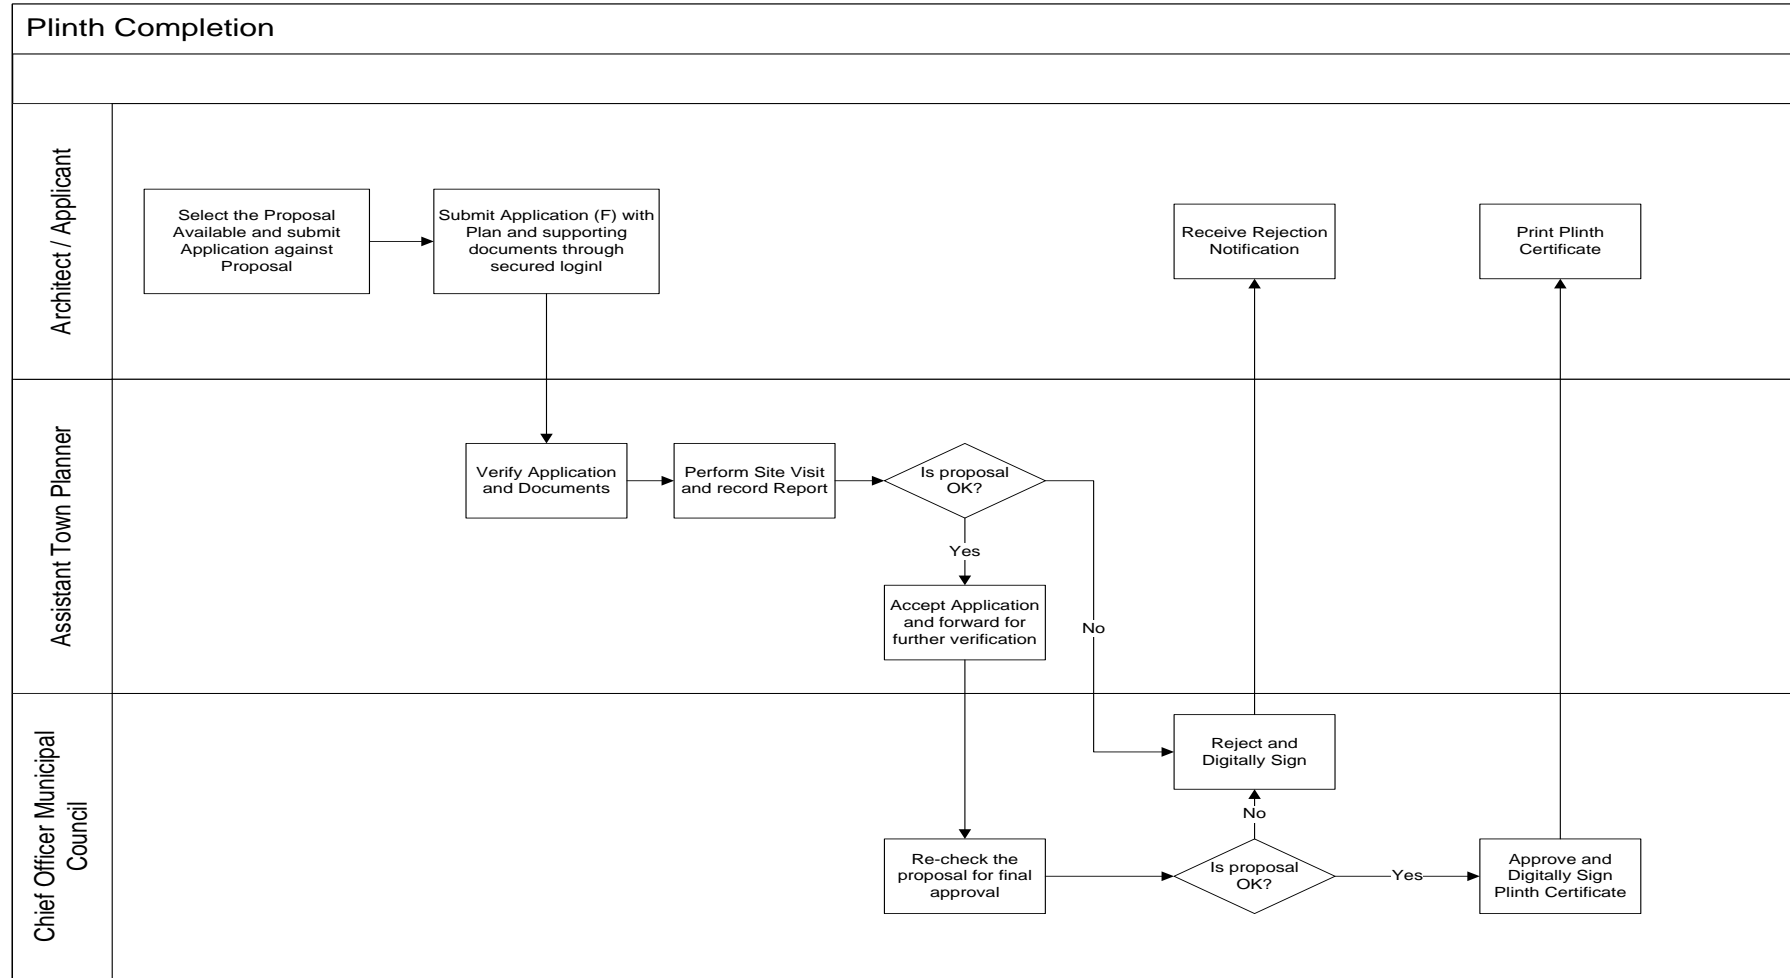 Plinth Completion
Architect / Applicant
Select the Proposal
Available and submit
Application against
Proposal
Submit Application (F) with
Plan and supporting
documents through
secured loginl
Receive Rejection
Notification
Print Plinth
Certificate
Assistant Town Planner
Verify Application
and Documents
Perform Site Visit
and record Report
Is proposal
OK?
Yes
No
Accept Application
and forward for
further verification
Chief Officer Municipal
Council
Reject and
Digitally Sign
No
Re-check the
proposal for final
approval
Is proposal
OK?
Yes
Approve and
Digitally Sign
Plinth Certificate